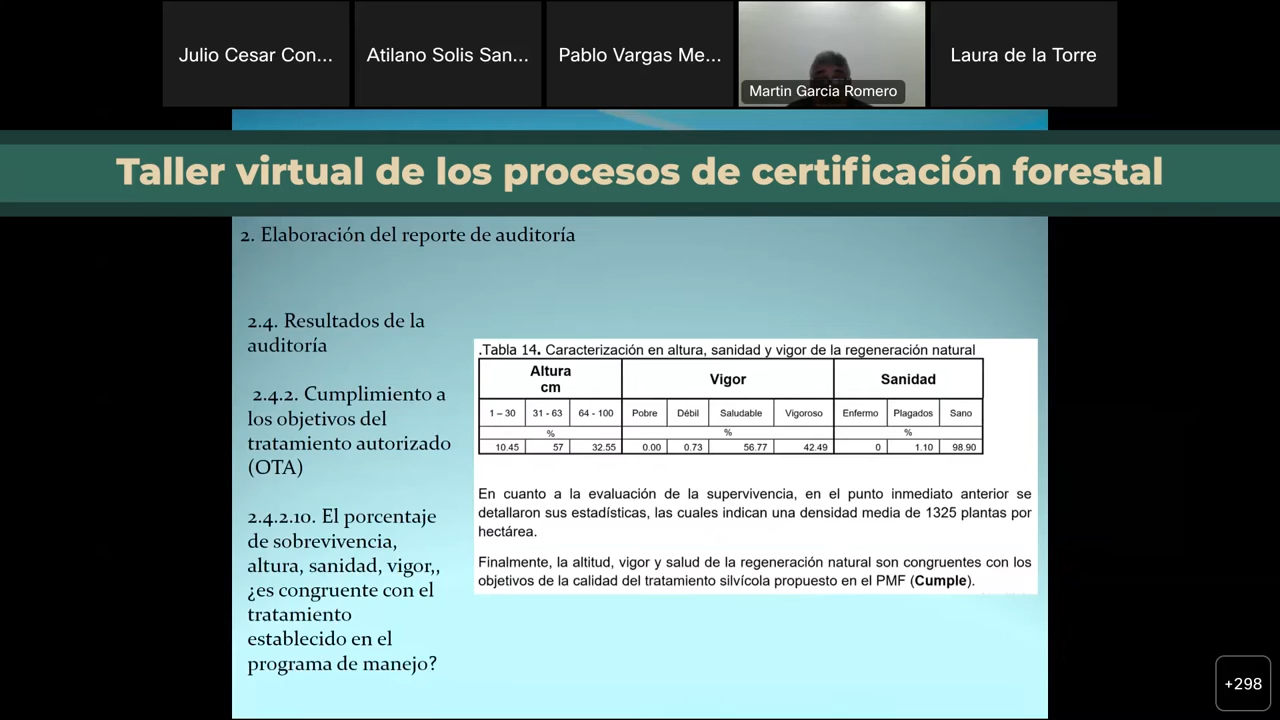 Julio Cesar Con...
Atilano Solis San...
Pablo Vargas Me...
Martin Garcia Romero
Laura de la Torre
Taller virtual de los procesos de certificación forestal
2. Elaboración del reporte de auditoría
2.4. Resultados de la
auditoría
2.4.2. Cumplimiento a
los objetivos del
tratamiento autorizado
(OTA)
2.4.2.10. El porcentaje
de sobrevivencia,
altura, sanidad, vigor,,
¿es congruente con el
tratamiento
establecido en el
programa de manejo?
.Tabla 14. Caracterización en altura, sanidad y vigor de la regeneración natural
Altura
cm
Vigor
Sanidad
1 – 30 31 - 63 64 - 100 Pobre Débil Saludable Vigoroso Enfermo Plagados Sano
% % %
10.45 57 32.55 0.00 0.73 56.77 42.49 0 1.10 98.90
En cuanto a la evaluación de la supervivencia, en el punto inmediato anterior se
detallaron sus estadísticas, las cuales indican una densidad media de 1325 plantas por
hectárea.
Finalmente, la altitud, vigor y salud de la regeneración natural son congruentes con los
objetivos de la calidad del tratamiento silvícola propuesto en el PMF (Cumple).
+298